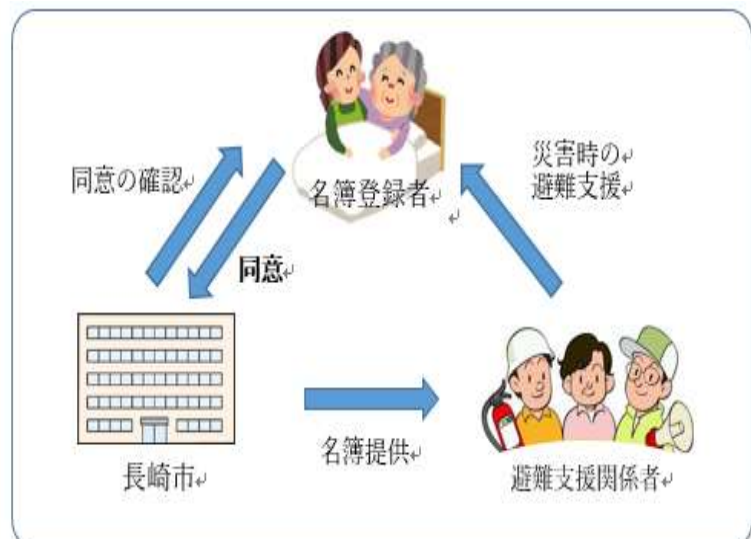 災害時の
避難支援
同意の確認
名簿登録者
同意
名簿提供
長崎市
避難支援関係者